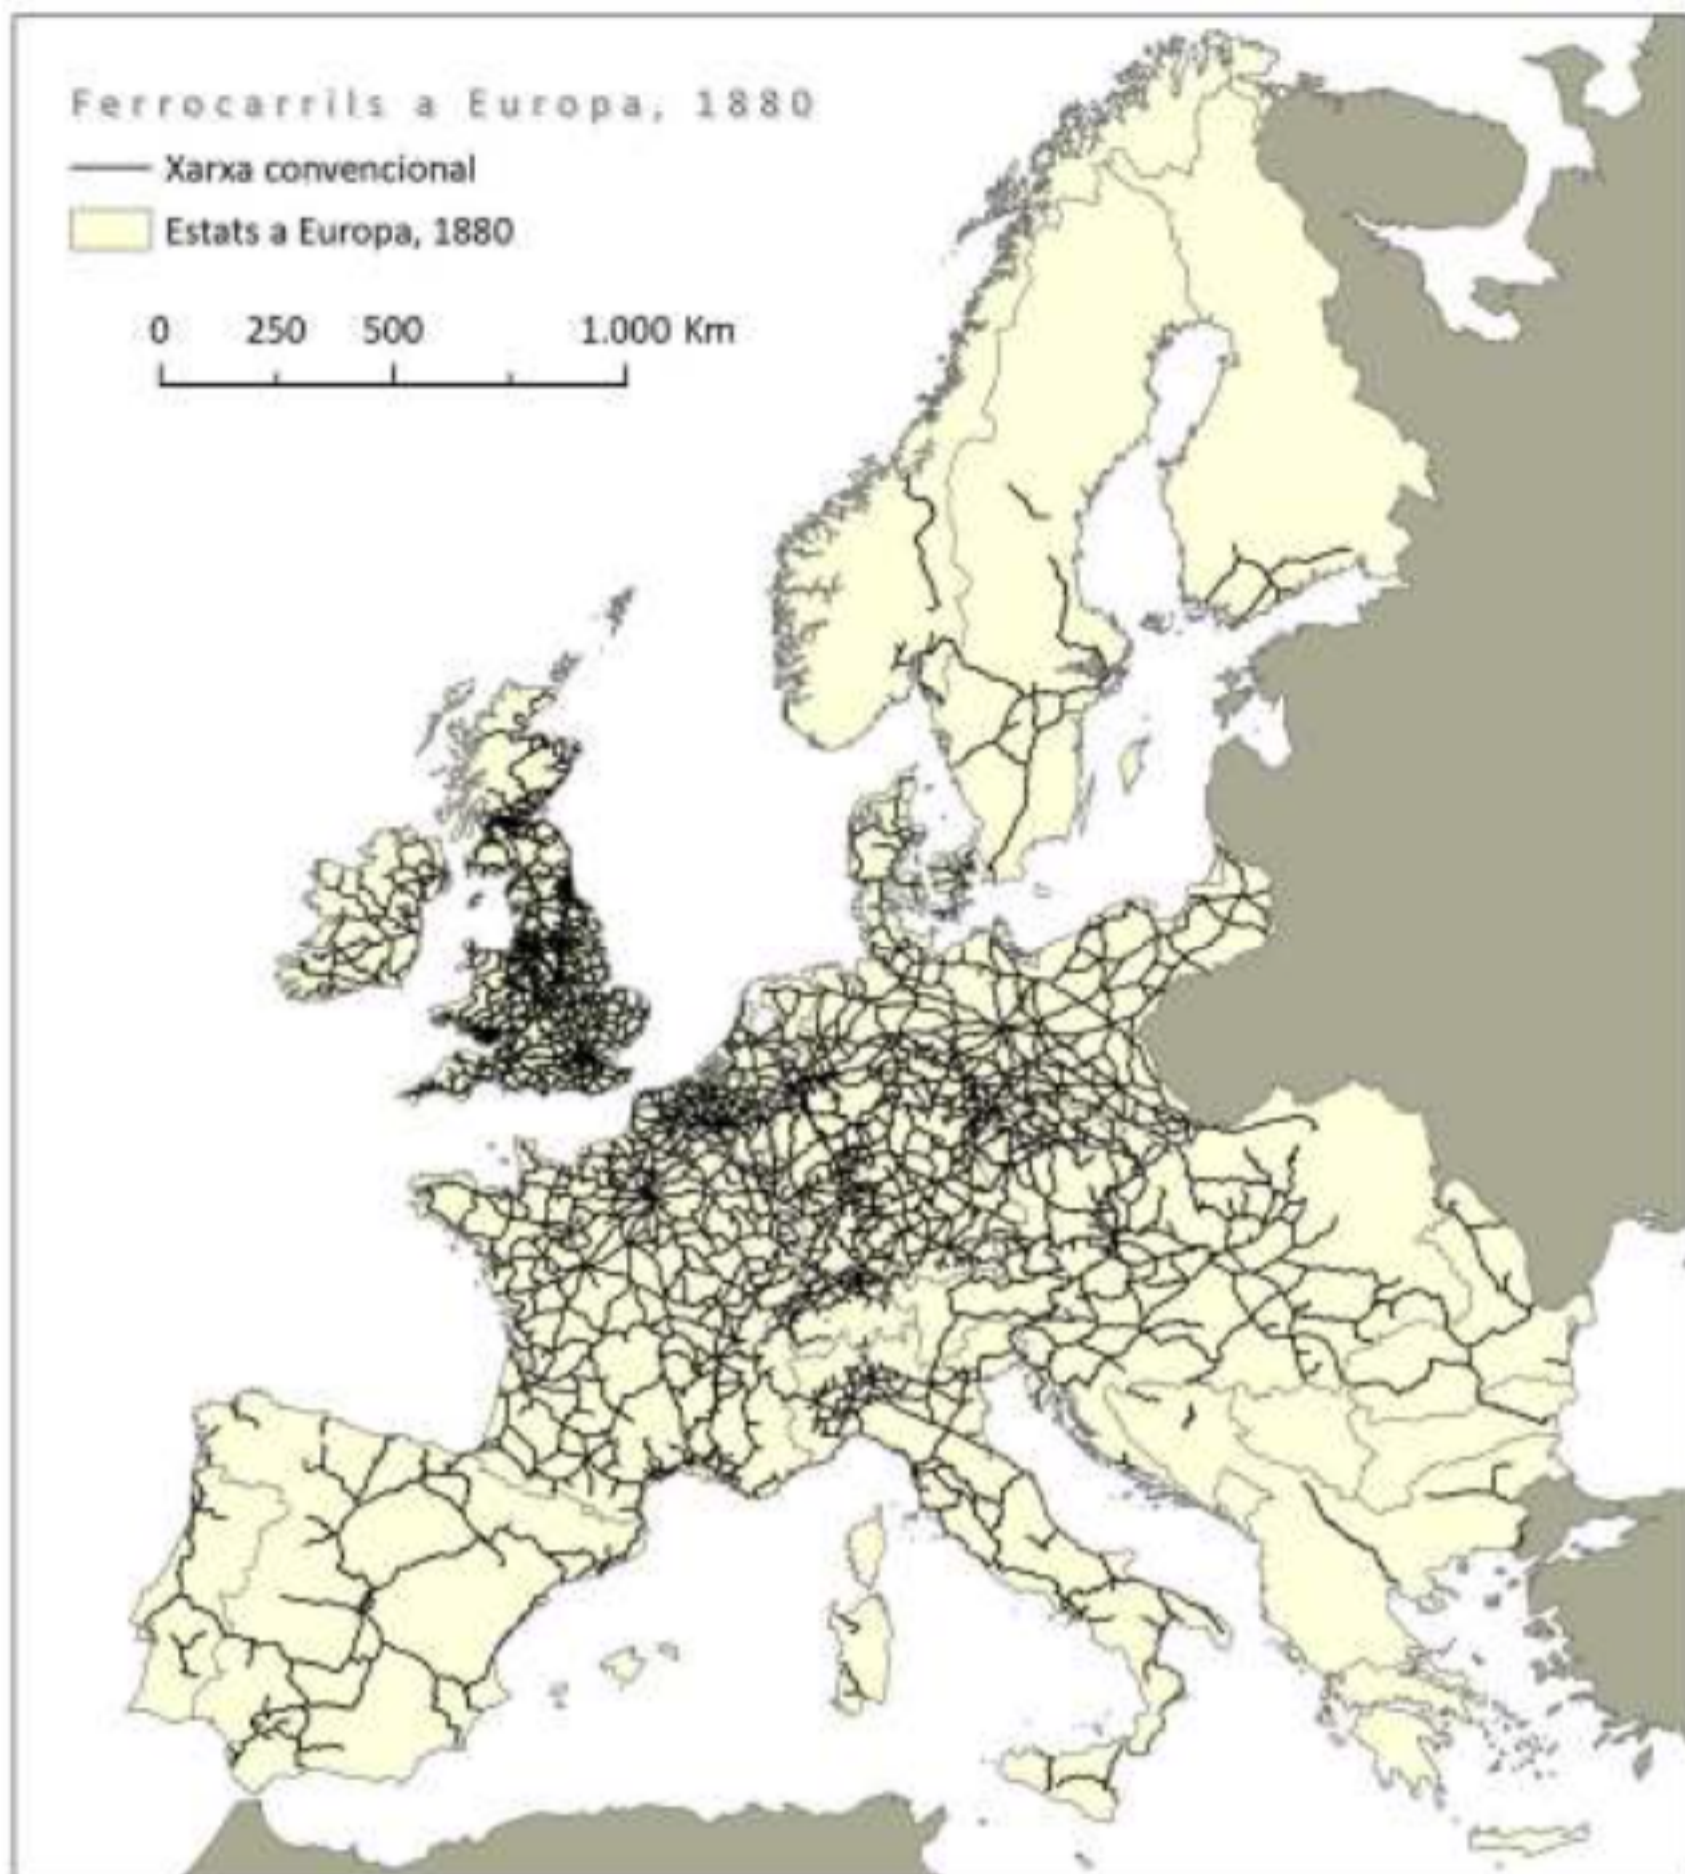 Ferrocarrils a Europa, 1880
Xarxa convencional
Estats a Europa, 1880
0 250 500 1.000 Km